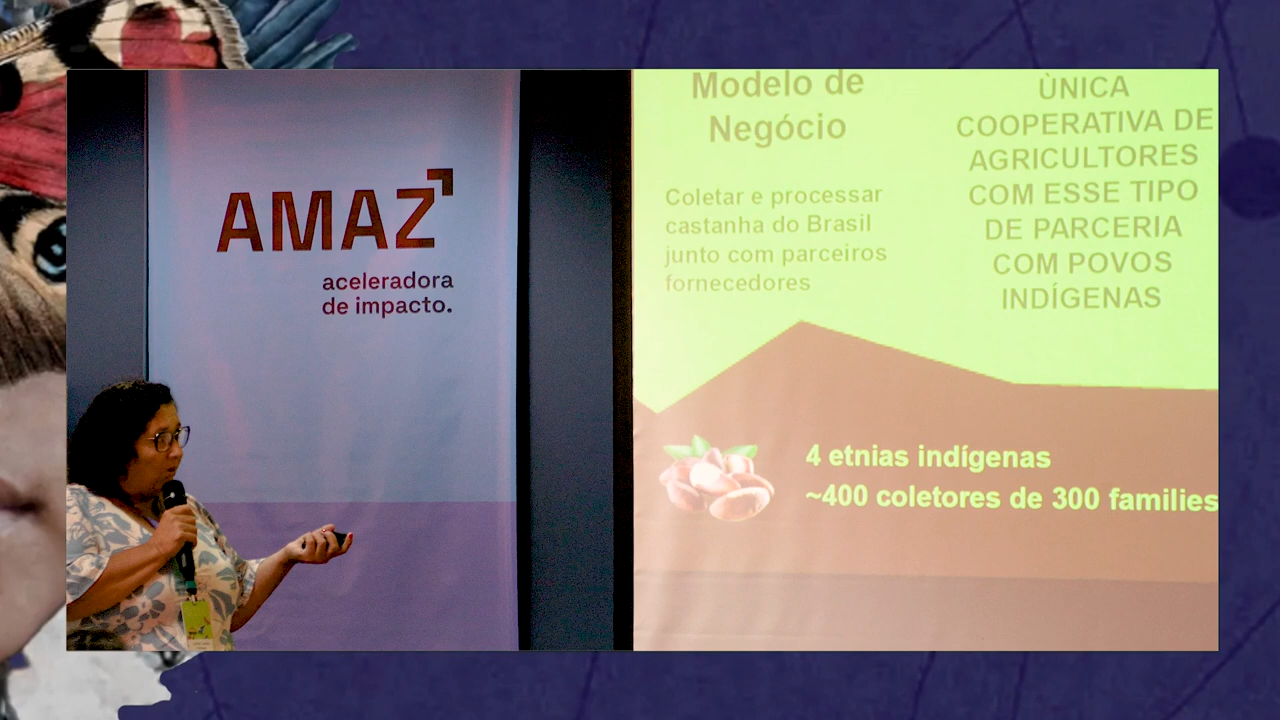 AMAZ
aceleradora
de impacto.
Modelo de
Negócio
Coletar e processar
castanha do Brasil
junto com parceiros
fornecedores
ÙNICA
COOPERATIVA DE
AGRICULTORES
COM ESSE TIPO
DE PARCERIA
COM POVOS
INDÍGENAS
4 etnias indígenas
~400 coletores de 300 families